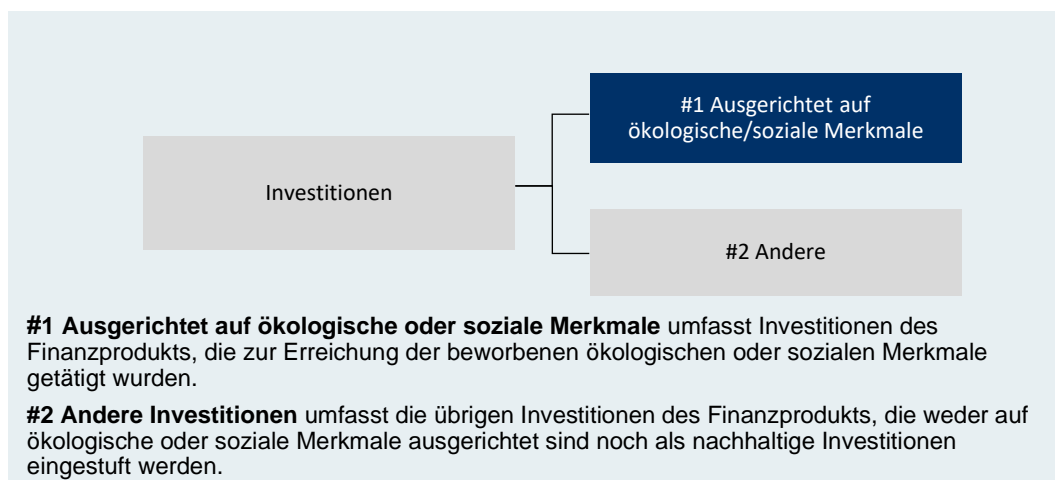 #1 Ausgerichtet auf
ökologische/soziale Merkmale
Investitionen
#2 Andere
#1 Ausgerichtet auf ökologische oder soziale Merkmale umfasst Investitionen des
Finanzprodukts, die zur Erreichung der beworbenen ökologischen oder sozialen Merkmale
getätigt wurden.
#2 Andere Investitionen umfasst die übrigen Investitionen des Finanzprodukts, die weder auf
ökologische oder soziale Merkmale ausgerichtet sind noch als nachhaltige Investitionen
eingestuft werden.